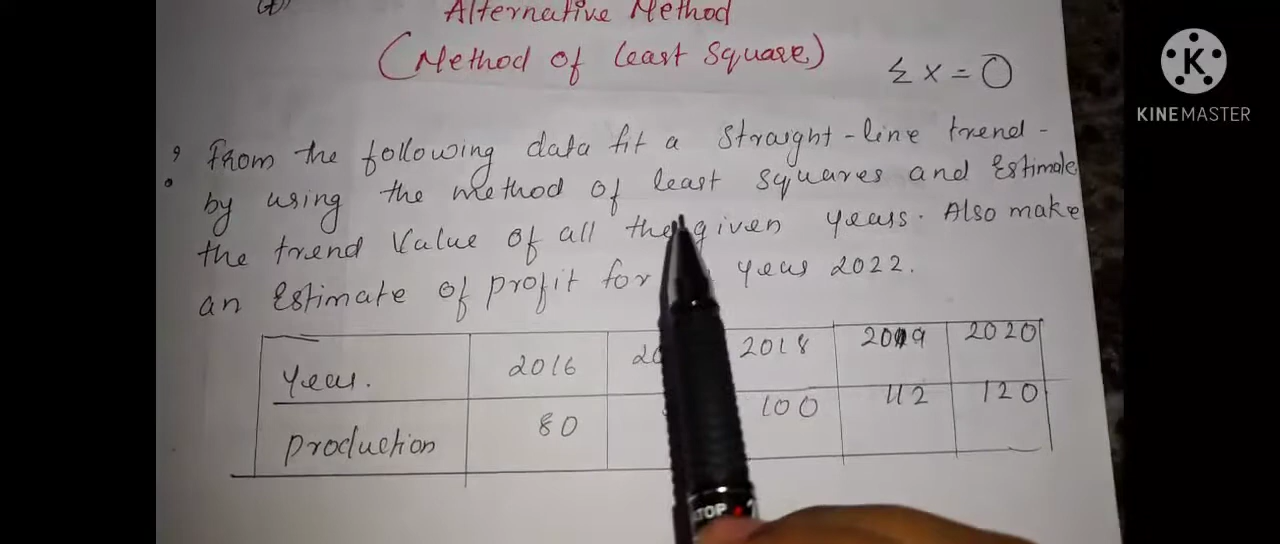 Alternative Method
(Method of least square)
Σ x = 0
K
KINEMASTER
From the following data fit a straight-line trend-
by using the method of least squares and Estimate
the trend value of all the given years. Also make
an Estimate of profit for year 2022.
year. 2016 20 2018 2019 2020
production 80 100 112 120
TOP